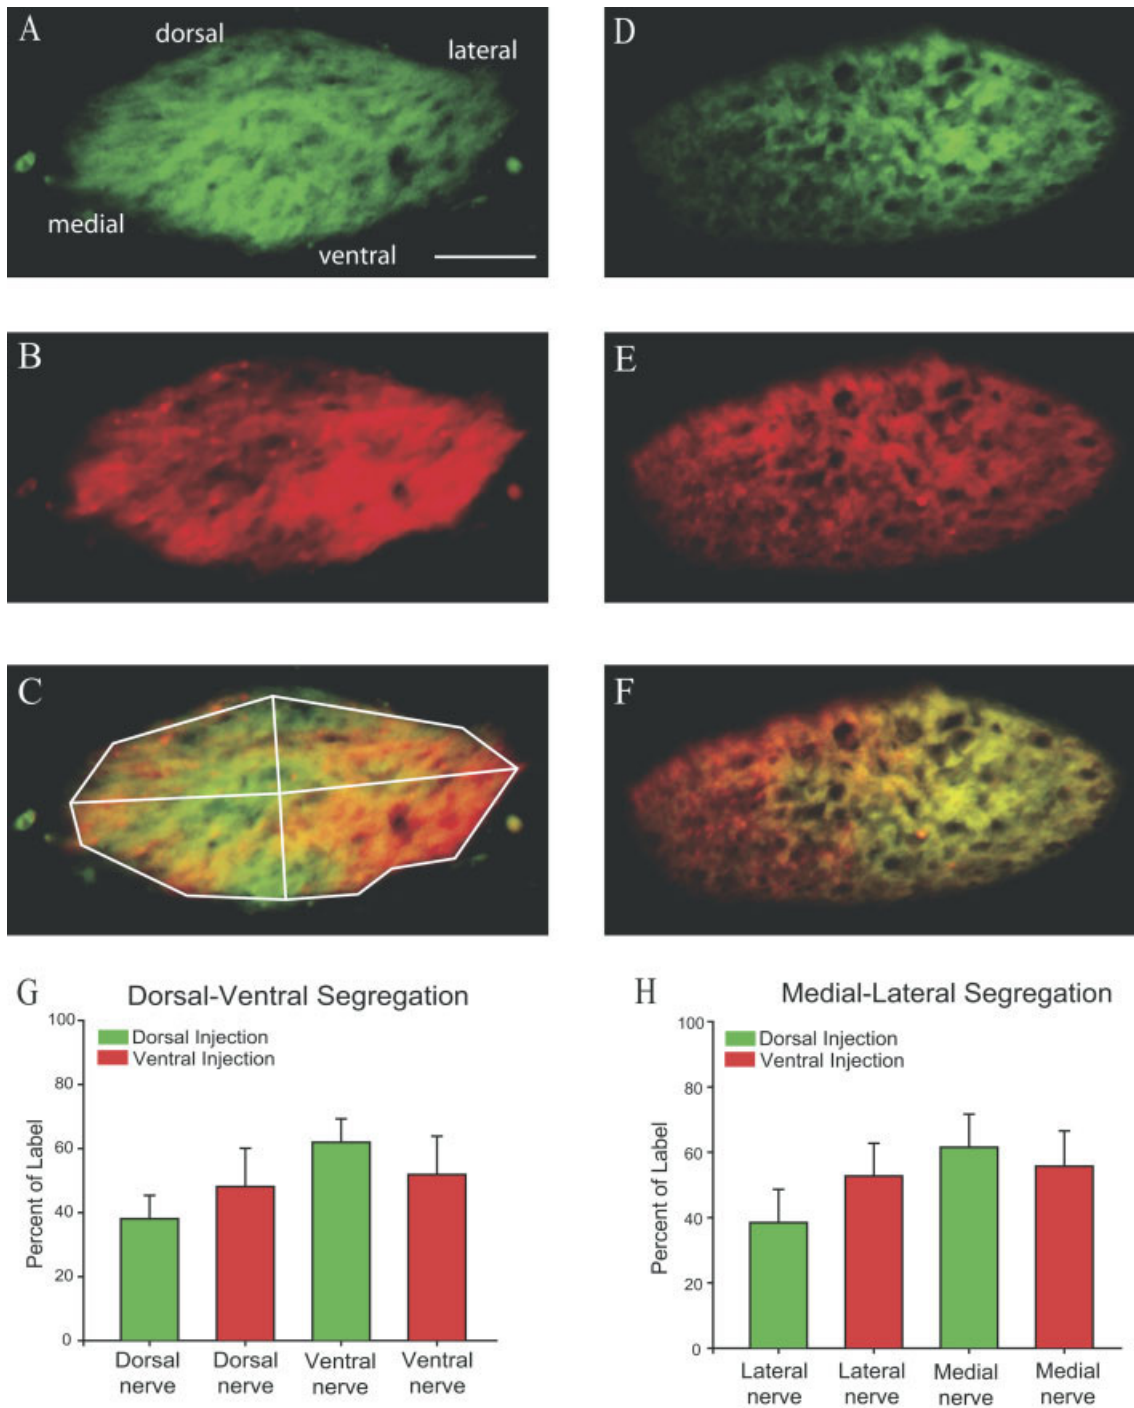 A
dorsal
lateral
medial
ventral
D
B
E
C
F
G
Dorsal-Ventral Segregation
100
80
60
40
20
0
Percent of Label
Dorsal Injection
Ventral Injection
Dorsal
nerve
Dorsal
nerve
Ventral
nerve
Ventral
nerve
H
Medial-Lateral Segregation
100
80
60
40
20
0
Percent of Label
Dorsal Injection
Ventral Injection
Lateral
nerve
Lateral
nerve
Medial
nerve
Medial
nerve